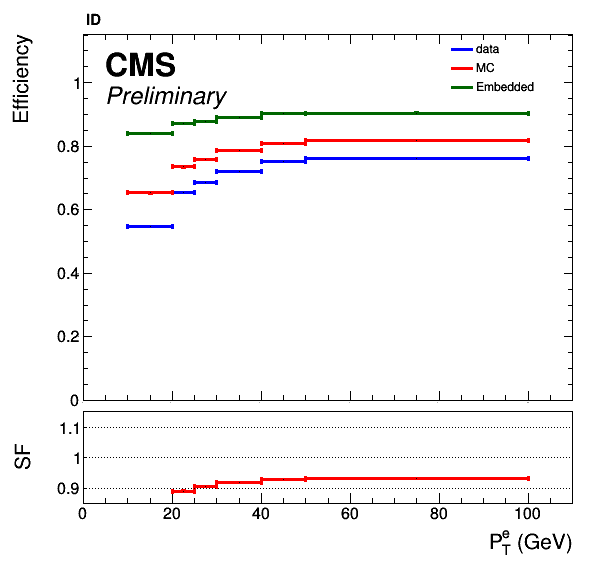 ID
Efficiency
CMS
Preliminary
data
MC
Embedded
1
0.8
0.6
0.4
0.2
0
SF
1.1
1
0.9
0 20 40 60 80 100
P_T^e (GeV)